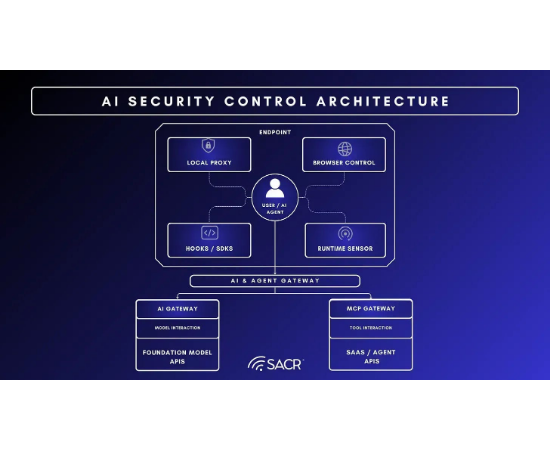 AI SECURITY CONTROL ARCHITECTURE
ENDPOINT
LOCAL PROXY
BROWSER CONTROL
USER / AI
AGENT
HOOKS / SDKS
RUNTIME SENSOR
AI & AGENT GATEWAY
AI GATEWAY
MODEL INTERACTION
FOUNDATION MODEL
APIS
MCP GATEWAY
TOOL INTERACTION
SAAS / AGENT
APIS
SACR